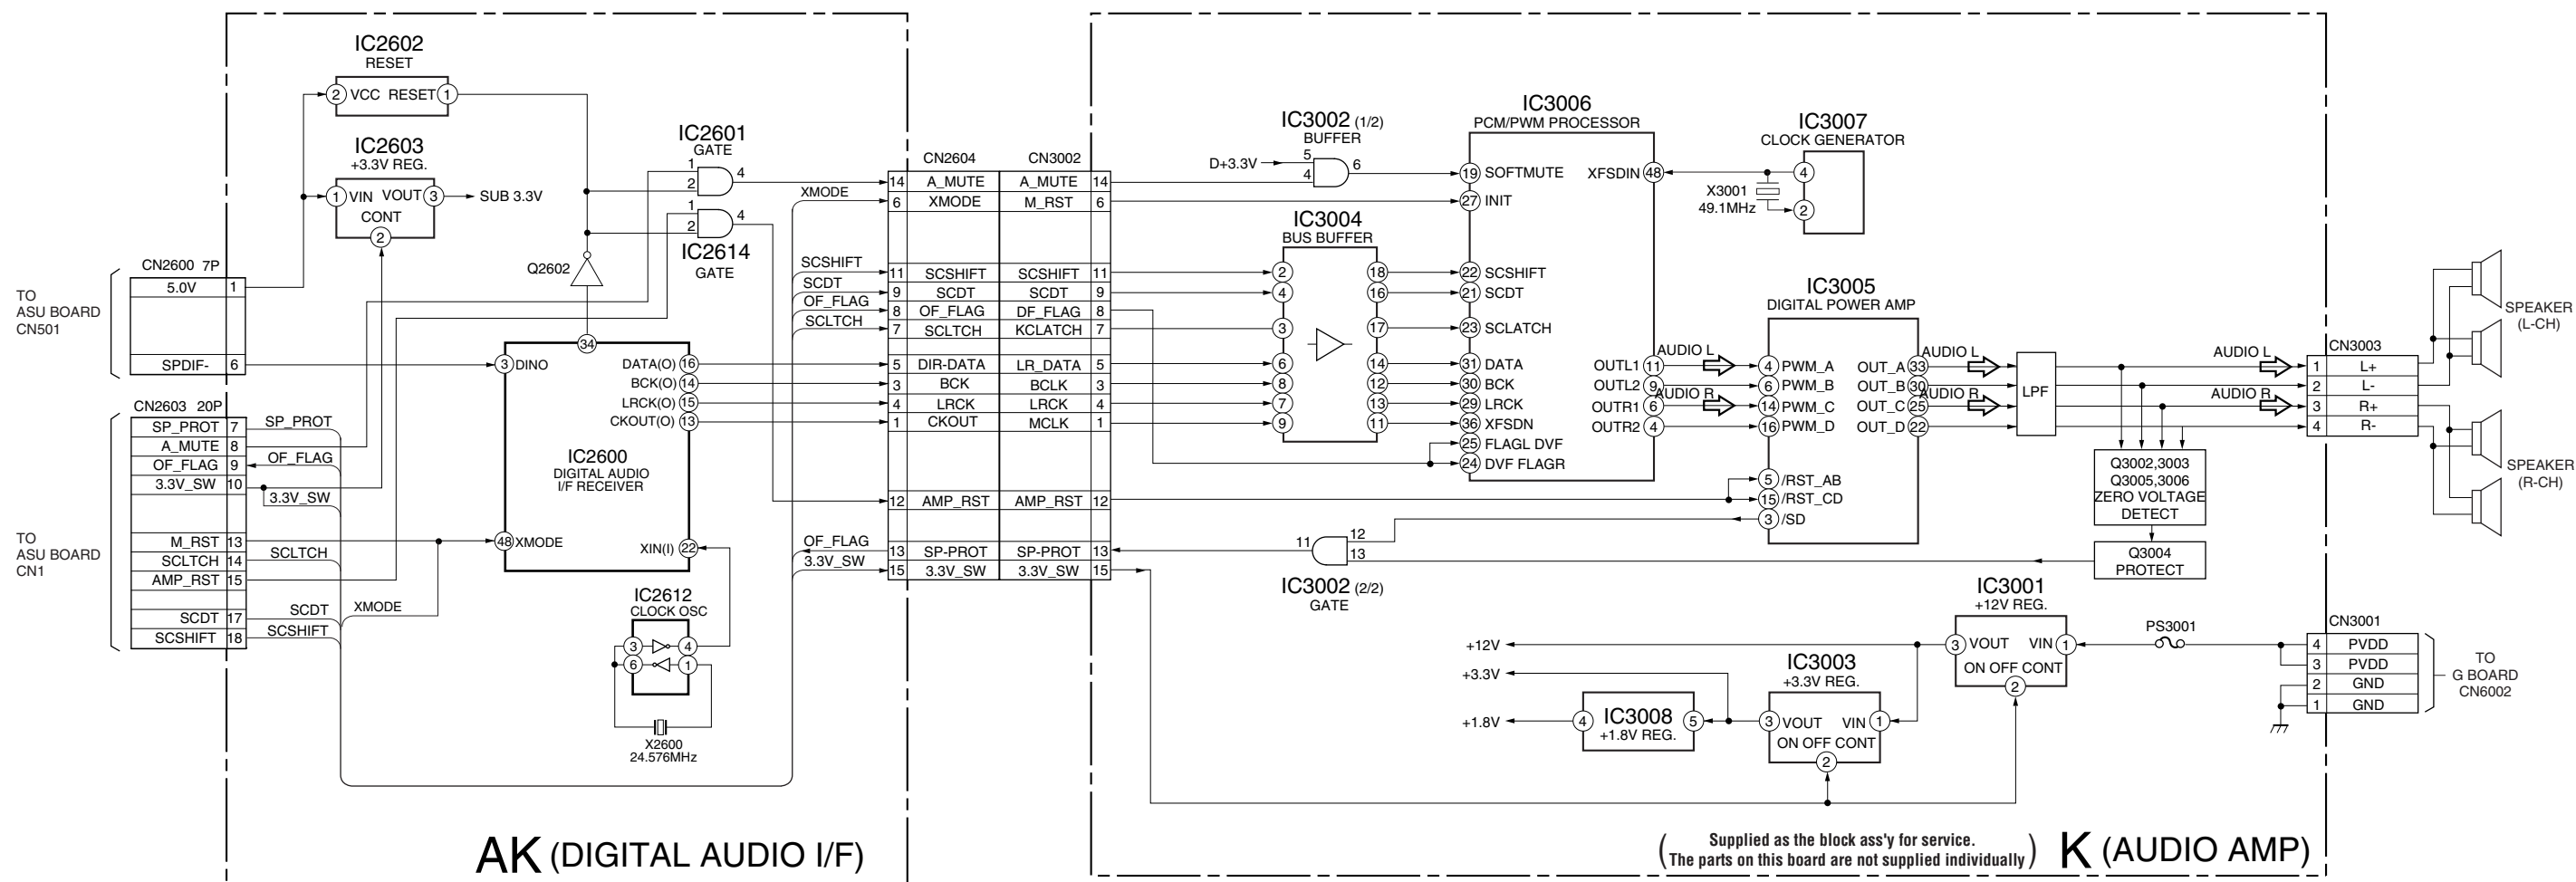 IC2602
RESET
2 VCC RESET 1
IC2603
+3.3V REG.
1 VIN VOUT 3
CONT
2
SUB 3.3V
IC2601
GATE
1
2
4
1
2
4
IC2614
GATE
Q2602
CN2600 7P
5.0V 1
SPDIF- 6
TO
ASU BOARD
CN501
CN2603 20P
SP_PROT 7
A_MUTE 8
OF_FLAG 9
3.3V_SW 10
M_RST 13
SCLTCH 14
AMP_RST 15
SCDT 17
SCSHIFT 18
TO
ASU BOARD
CN1
SP_PROT
OF_FLAG
3.3V_SW
SCLTCH
SCDT
XMODE
SCSHIFT
34
3 DINO
DATA(O) 16
BCK(O) 14
LRCK(O) 15
CKOUT(O) 13
IC2600
DIGITAL AUDIO
I/F RECEIVER
48 XMODE
XIN(I) 22
IC2612
CLOCK OSC
3 4
6 1
X2600
24.576MHz
XMODE
SCSHIFT
SCDT
OF_FLAG
SCLTCH
OF_FLAG
3.3V_SW
CN2604 CN3002
14 A_MUTE A_MUTE 14
6 XMODE M_RST 6
11 SCSHIFT SCSHIFT 11
9 SCDT SCDT 9
8 OF_FLAG DF_FLAG 8
7 SCLTCH KCLATCH 7
5 DIR-DATA LR_DATA 5
3 BCK BCLK 3
4 LRCK LRCK 4
1 CKOUT MCLK 1
12 AMP_RST AMP_RST 12
13 SP-PROT SP-PROT 13
15 3.3V_SW 3.3V_SW 15
AK (DIGITAL AUDIO I/F)
IC3002 (1/2)
BUFFER
D+3.3V
5
4
6
IC3004
BUS BUFFER
2 18
4 16
3 17
6 14
8 12
7 13
9 11
IC3006
PCM/PWM PROCESSOR
19 SOFTMUTE
XFSDIN 48
27 INIT
22 SCSHIFT
21 SCDT
23 SCLATCH
31 DATA
30 BCK
29 LRCK
36 XFSDN
25 FLAGL DVF
24 DVF FLAGR
OUTL1 11
OUTL2 9
OUTR1 6
OUTR2 4
IC3007
CLOCK GENERATOR
4
2
X3001
49.1MHz
AUDIO L
AUDIO R
IC3005
DIGITAL POWER AMP
4 PWM_A OUT_A 33
6 PWM_B OUT_B 30
14 PWM_C OUT_C 25
16 PWM_D OUT_D 22
5 /RST_AB
15 /RST_CD
3 /SD
AUDIO L
AUDIO R
LPF
AUDIO L
AUDIO R
CN3003
1 L+
2 L-
3 R+
4 R-
SPEAKER
(L-CH)
SPEAKER
(R-CH)
Q3002,3003
Q3005,3006
ZERO VOLTAGE
DETECT
Q3004
PROTECT
12
13
11
IC3002 (2/2)
GATE
IC3001
+12V REG.
3 VOUT VIN 1
ON OFF CONT
2
PS3001
CN3001
4 PVDD
3 PVDD
2 GND
1 GND
TO
G BOARD
CN6002
+12V
+3.3V
+1.8V
IC3003
+3.3V REG.
3 VOUT VIN 1
ON OFF CONT
2
4 IC3008 5
+1.8V REG.
(Supplied as the block ass'y for service.
The parts on this board are not supplied individually)
K (AUDIO AMP)